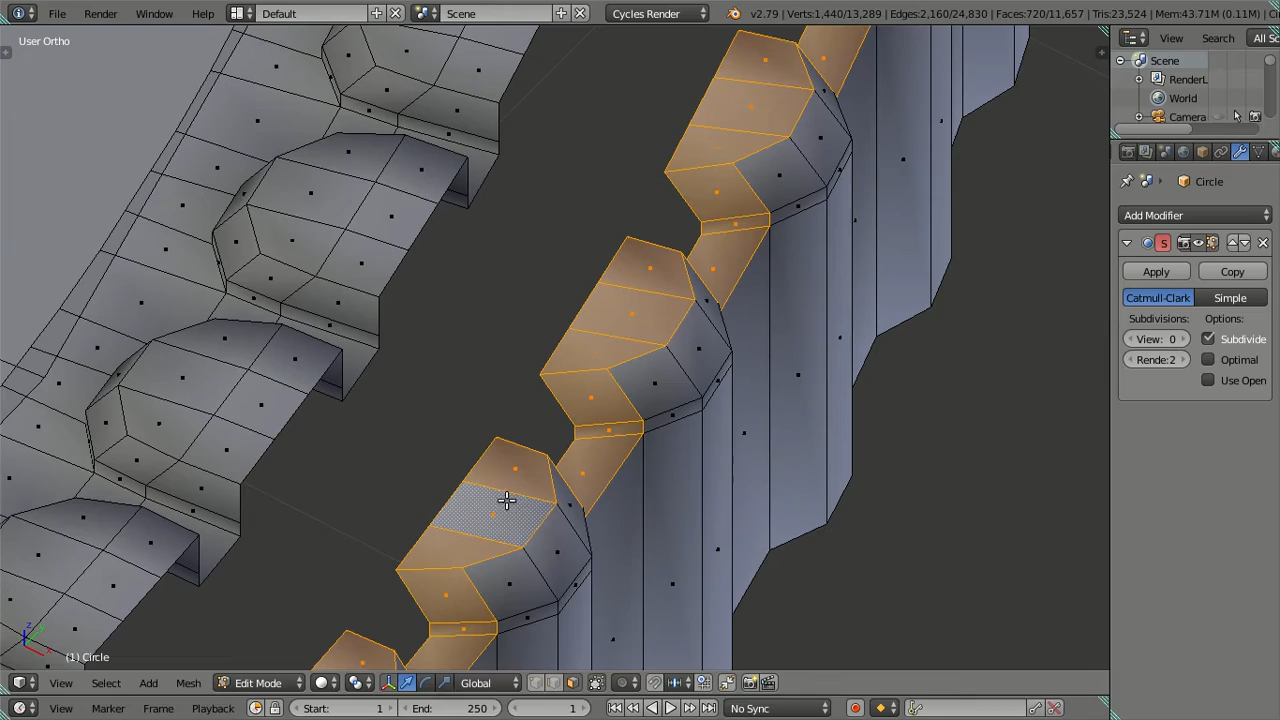 File Render Window Help Default Scene Cycles Render v2.79 | Verts:1,440/13,289 | Edges:2,160/24,830 | Faces:720/11,657 | Tris:23,524 | Mem:43.71M (0.11M) |
User Ortho
View Search All Sc
Scene
RenderL
World
Camera
Circle
Add Modifier
S
Apply Copy
Catmull-Clark Simple
Subdivisions: Options:
View: 0 Subdivide
Rende:2 Optimal
Use Open
z
x
(1) Circle
View Select Add Mesh Edit Mode Global
View Marker Frame Playback Start: 1 End: 250 1 No Sync